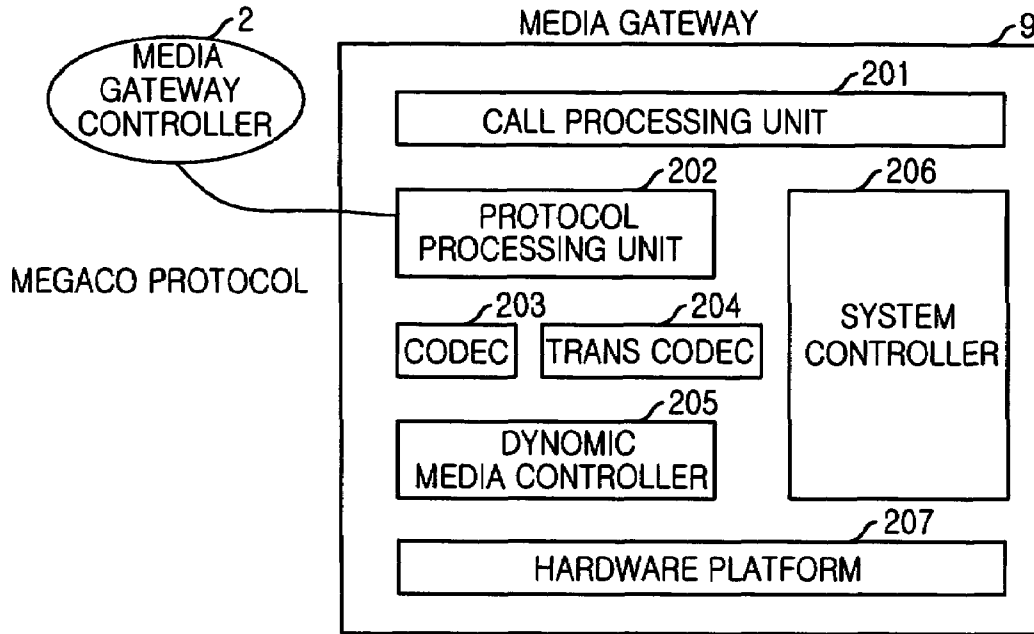 2
MEDIA
GATEWAY
CONTROLLER
MEDIA GATEWAY
9
201
CALL PROCESSING UNIT
202
PROTOCOL
PROCESSING UNIT
206
SYSTEM
CONTROLLER
MEGACO PROTOCOL
203
CODEC
204
TRANS CODEC
205
DYNOMIC
MEDIA CONTROLLER
207
HARDWARE PLATFORM